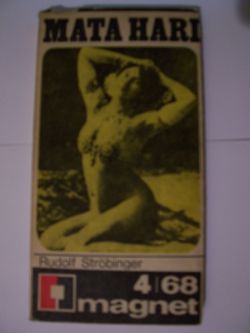 MATA HARI
Rudolf Ströbinger
4|68
magnet